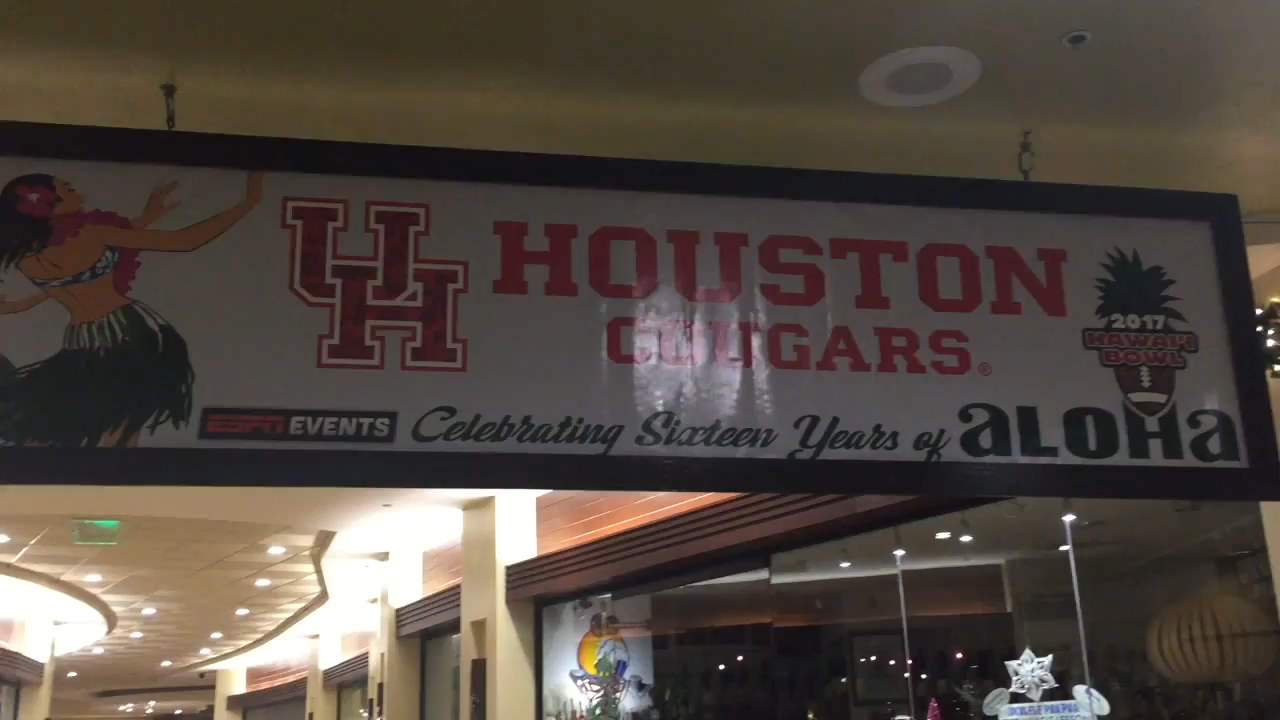 UH
HOUSTON
COUGARS®
2017
HAWAI'I
BOWL
ESPN EVENTS
Celebrating Sixteen Years of ALOHA